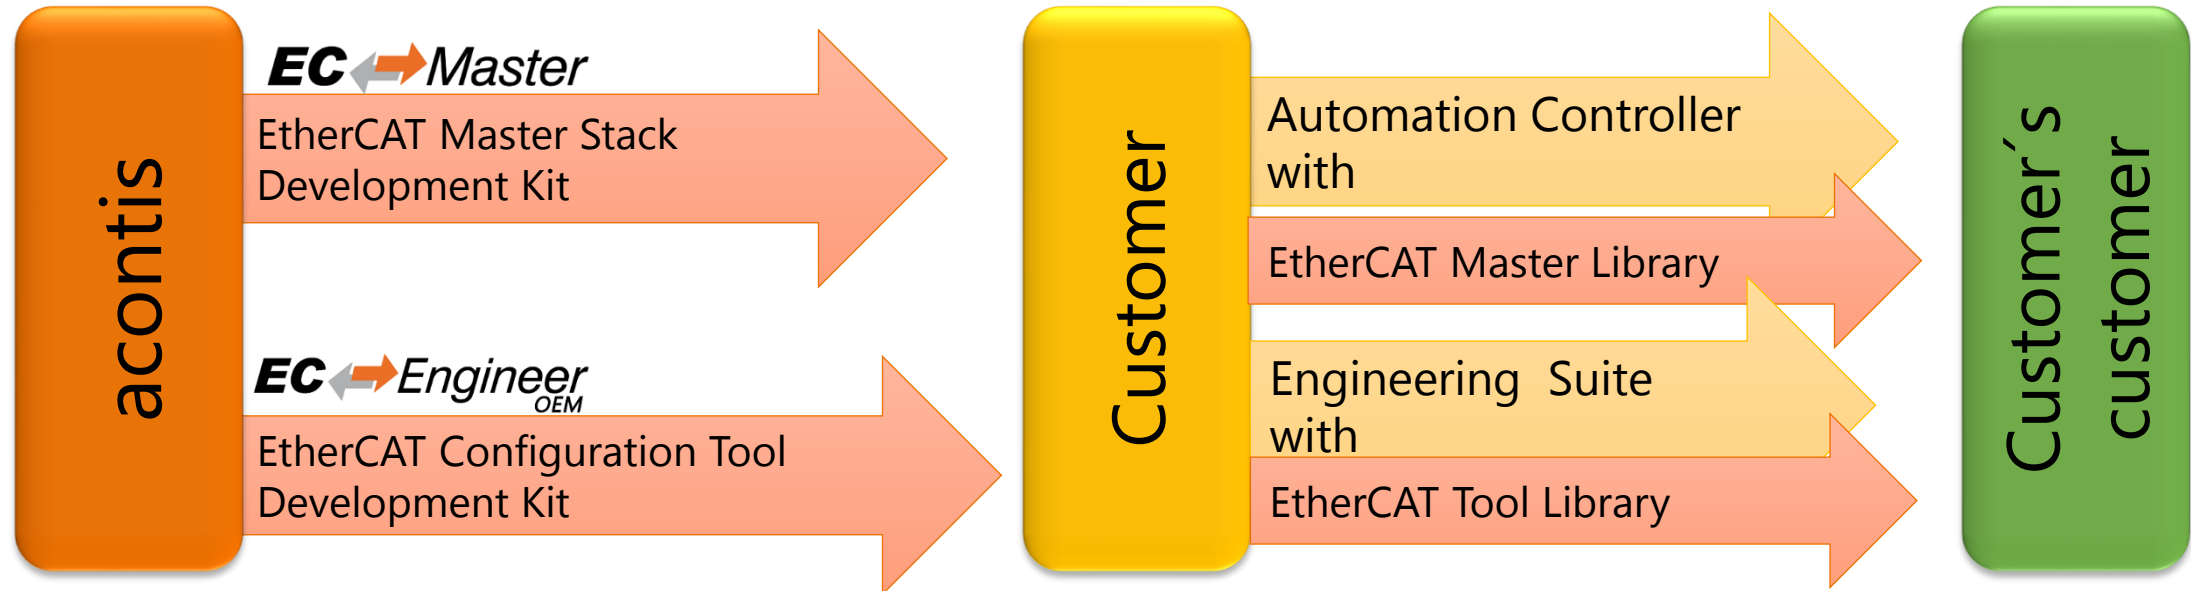 acontis
EC Master
EtherCAT Master Stack
Development Kit
EC Engineer
OEM
EtherCAT Configuration Tool
Development Kit
Customer
Automation Controller
with
EtherCAT Master Library
Engineering  Suite
with
EtherCAT Tool Library
Customer´s
customer